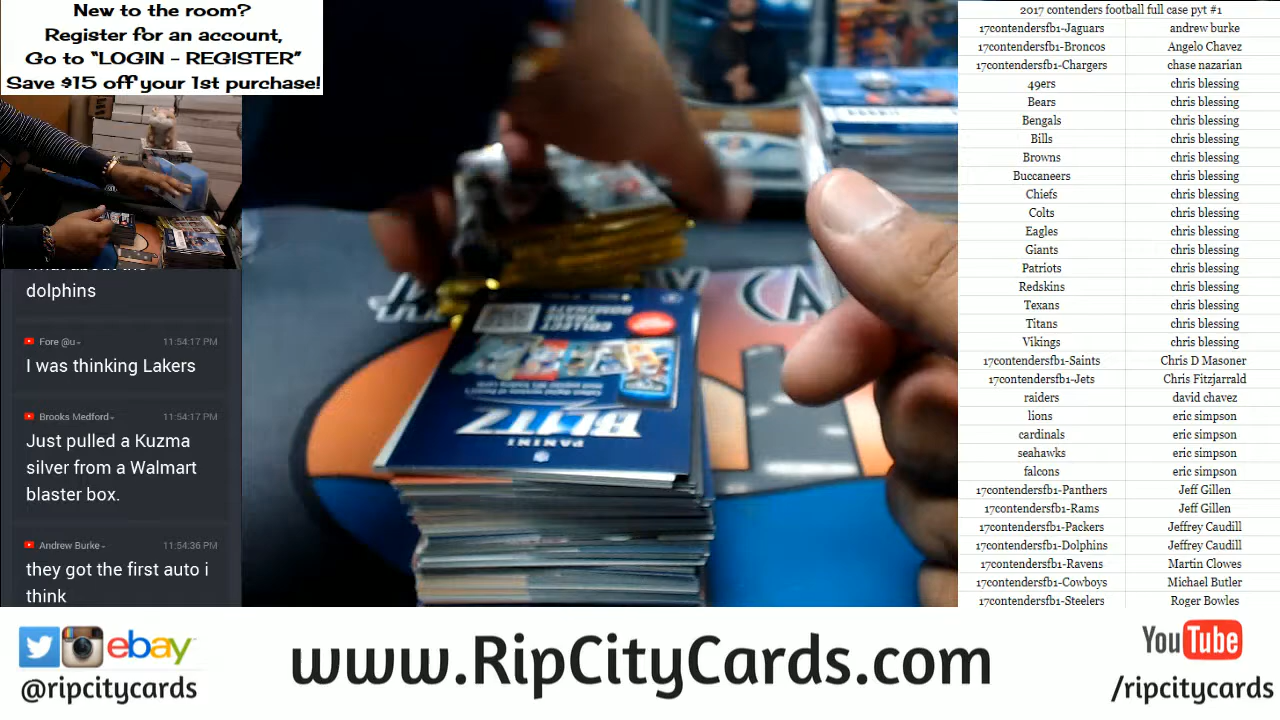 New to the room?
Register for an account,
Go to “LOGIN - REGISTER”
Save $15 off your 1st purchase!
dolphins
Fore @u 11:54:17 PM
I was thinking Lakers
Brooks Medford 11:54:17 PM
Just pulled a Kuzma
silver from a Walmart
blaster box.
Andrew Burke 11:54:36 PM
they got the first auto i
think
COLLECT
TRADE
DOMINATE
BLITZ
PANINI
2017 contenders football full case pyt #1
17contendersfb1-Jaguars andrew burke
17contendersfb1-Broncos Angelo Chavez
17contendersfb1-Chargers chase nazarian
49ers chris blessing
Bears chris blessing
Bengals chris blessing
Bills chris blessing
Browns chris blessing
Buccaneers chris blessing
Chiefs chris blessing
Colts chris blessing
Eagles chris blessing
Giants chris blessing
Patriots chris blessing
Redskins chris blessing
Texans chris blessing
Titans chris blessing
Vikings chris blessing
17contendersfb1-Saints Chris D Masoner
17contendersfb1-Jets Chris Fitzjarrald
raiders david chavez
lions eric simpson
cardinals eric simpson
seahawks eric simpson
falcons eric simpson
17contendersfb1-Panthers Jeff Gillen
17contendersfb1-Rams Jeff Gillen
17contendersfb1-Packers Jeffrey Caudill
17contendersfb1-Dolphins Jeffrey Caudill
17contendersfb1-Ravens Martin Clowes
17contendersfb1-Cowboys Michael Butler
17contendersfb1-Steelers Roger Bowles
ebay
@ripcitycards
www.RipCityCards.com
YouTube
/ripcitycards